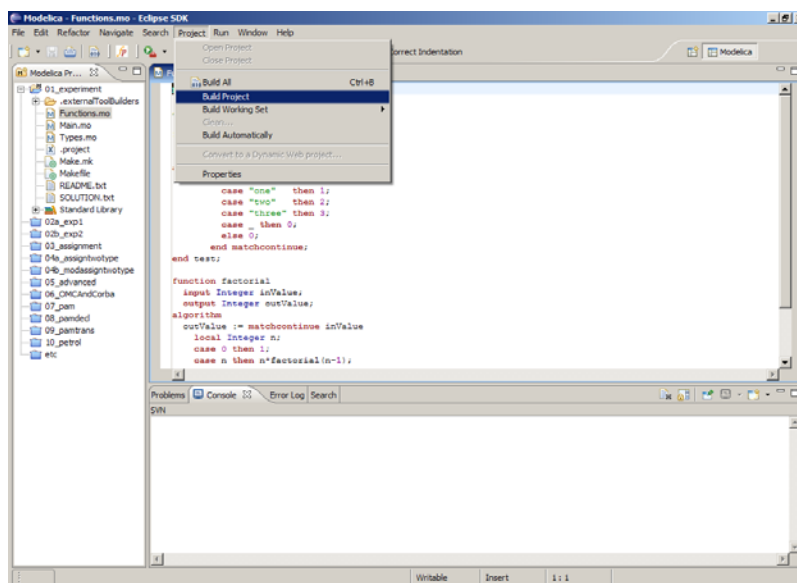 Modelica - Functions.mo - Eclipse SDK
File Edit Refactor Navigate Search Project Run Window Help
Open Project
Close Project
Build All Ctrl+B
Build Project
Build Working Set
Clean...
Build Automatically
Convert to a Dynamic Web project...
Properties
Correct Indentation
Modelica
Modelica Pr...
01_experiment
.externalToolBuilders
Functions.mo
Main.mo
Types.mo
.project
Make.mk
Makefile
README.txt
SOLUTION.txt
Standard Library
02a_exp1
02b_exp2
03_assignment
04a_assigntwotype
04b_modassigntwotype
05_advanced
06_OMCAndCorba
07_pam
08_pamdecl
09_pamtrans
10_petrol
etc
case "one" then 1;
case "two" then 2;
case "three" then 3;
case _ then 0;
else 0;
end matchcontinue;
end test;
function factorial
input Integer inValue;
output Integer outValue;
algorithm
outValue := matchcontinue inValue
local Integer n;
case 0 then 1;
case n then n*factorial(n-1);
Problems Console Error Log Search
SVN
Writable Insert 1:1